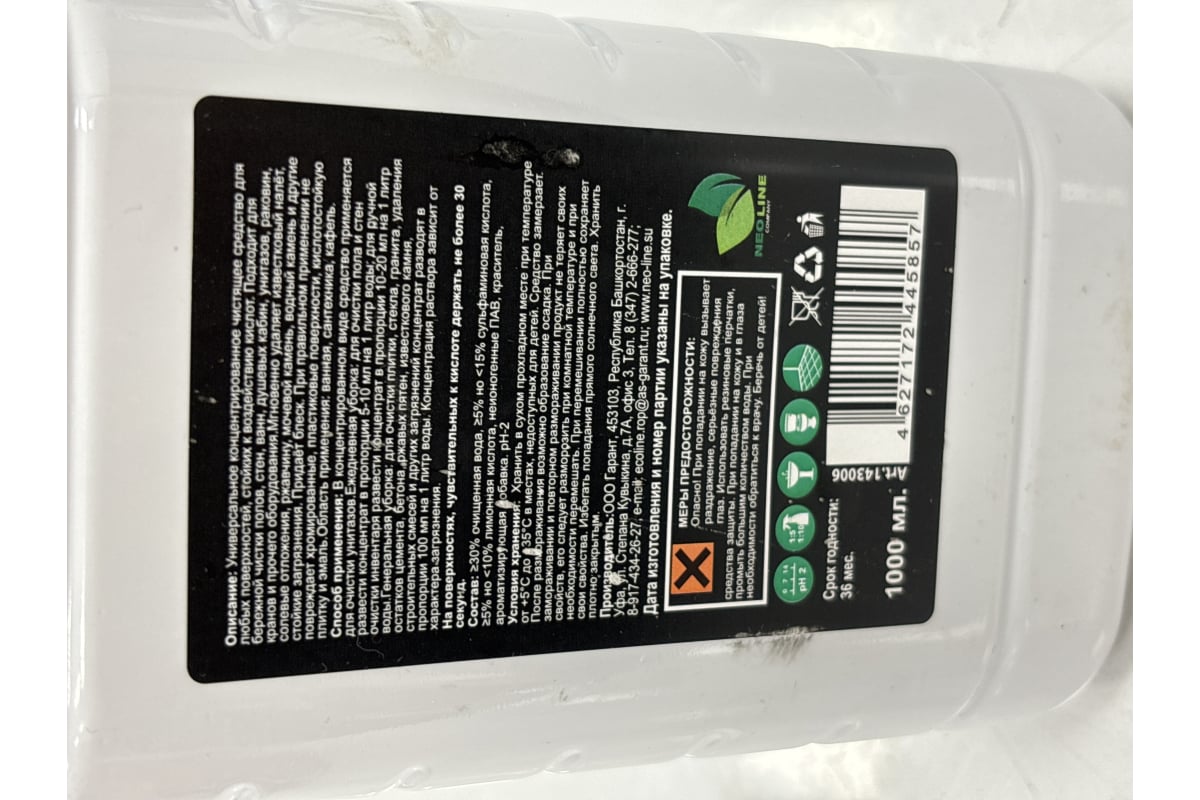 Описание: Универсальное концентрированное чистящее средство для
любых поверхностей, стойких к воздействию кислот. Подходит для
бережной чистки полов, стен, ванн, душевых кабин, унитазов, раковин,
кранов и прочего оборудования.Мгновенно удаляет известковый налёт,
солевые отложения, ржавчину, мочевой камень, водный камень и другие
стойкие загрязнения. Придаёт блеск. При правильном применении не
повреждает хромированные, пластиковые поверхности, кислотостойкую
плитку и эмаль.Область применения: ванная, сантехника, кафель.
Способ применения: В концентрированном виде средство применяется
для очистки унитазов.Ежедневная уборка: для очистки пола и стен
развести концентрат в пропорции 5-10 мл на 1 литр воды; для ручной
очистки инвентаря развести концентрат в пропорции 10-20 мл на 1 литр
воды.Генеральная уборка: для очистки плитки, стекла, гранита, удаления
остатков цемента, бетона, ржавых пятен, известкового камня,
строительных смесей и других загрязнений концентрат разводят в
пропорции 100 мл на 1 литр воды. Концентрация раствора зависит от
характера загрязнения.
На поверхностях, чувствительных к кислоте держать не более 30
секунд.
Состав: ≥30% очищенная вода, ≥5% но <15% сульфаминовая кислота,
≥5% но <10% лимонная кислота, неионогенные ПАВ, краситель,
ароматизирующая добавка. pH-2
Условия хранения: Хранить в сухом прохладном месте при температуре
от +5°C до + 35°C в местах, недоступных для детей. Средство замерзает.
После размораживания возможно образование осадка. При
замораживании и повторном размораживании продукт не теряет своих
свойств, его следует разморозить при комнатной температуре и при
необходимости перемешать. При перемешивании полностью сохраняет
свои свойства. Избегать попадания прямого солнечного света. Хранить
плотно закрытым.
Производитель:ООО Гарант, 453103, Республика Башкортостан, г.
Уфа, ул. Степана Кувыкина, д.7А, офис 3, Тел. 8 (347) 2-666-277;
8-917-434-26-27, e-mail; ecoline.rop@as-garant.ru; www.neo-line.su
Дата изготовления и номер партии указаны на упаковке.
МЕРЫ ПРЕДОСТОРОЖНОСТИ:
Опасно! При попадании на кожу вызывает
раздражение, серьёзные повреждения
глаз. Использовать резиновые перчатки,
средства защиты. При попадании на кожу и в глаза
промыть большим количеством воды. При
необходимости обратиться к врачу. Беречь от детей!
NEO LINE
COMPANY
0 7 14
pH 2
1:5
1:10
Срок годности:
36 мес.
Art.143006
4 627172 445857
1000 мл.